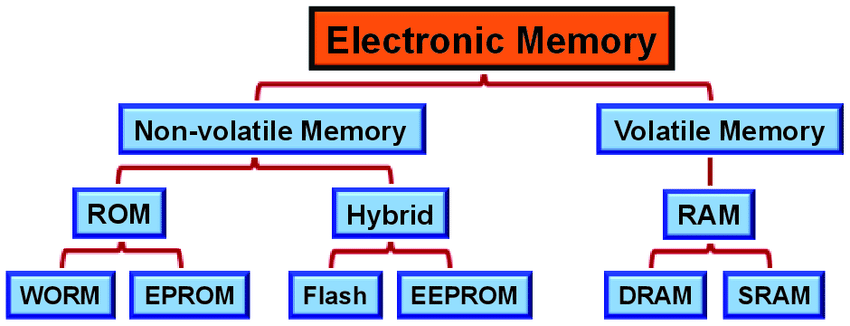 Electronic Memory
Non-volatile Memory
Volatile Memory
ROM
Hybrid
RAM
WORM
EPROM
Flash
EEPROM
DRAM
SRAM